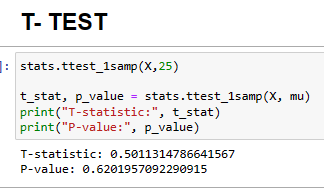 T- TEST
]: stats.ttest_1samp(X,25)
t_stat, p_value = stats.ttest_1samp(X, mu)
print("T-statistic:", t_stat)
print("P-value:", p_value)
T-statistic: 0.5011314786641567
P-value: 0.6201957092290915